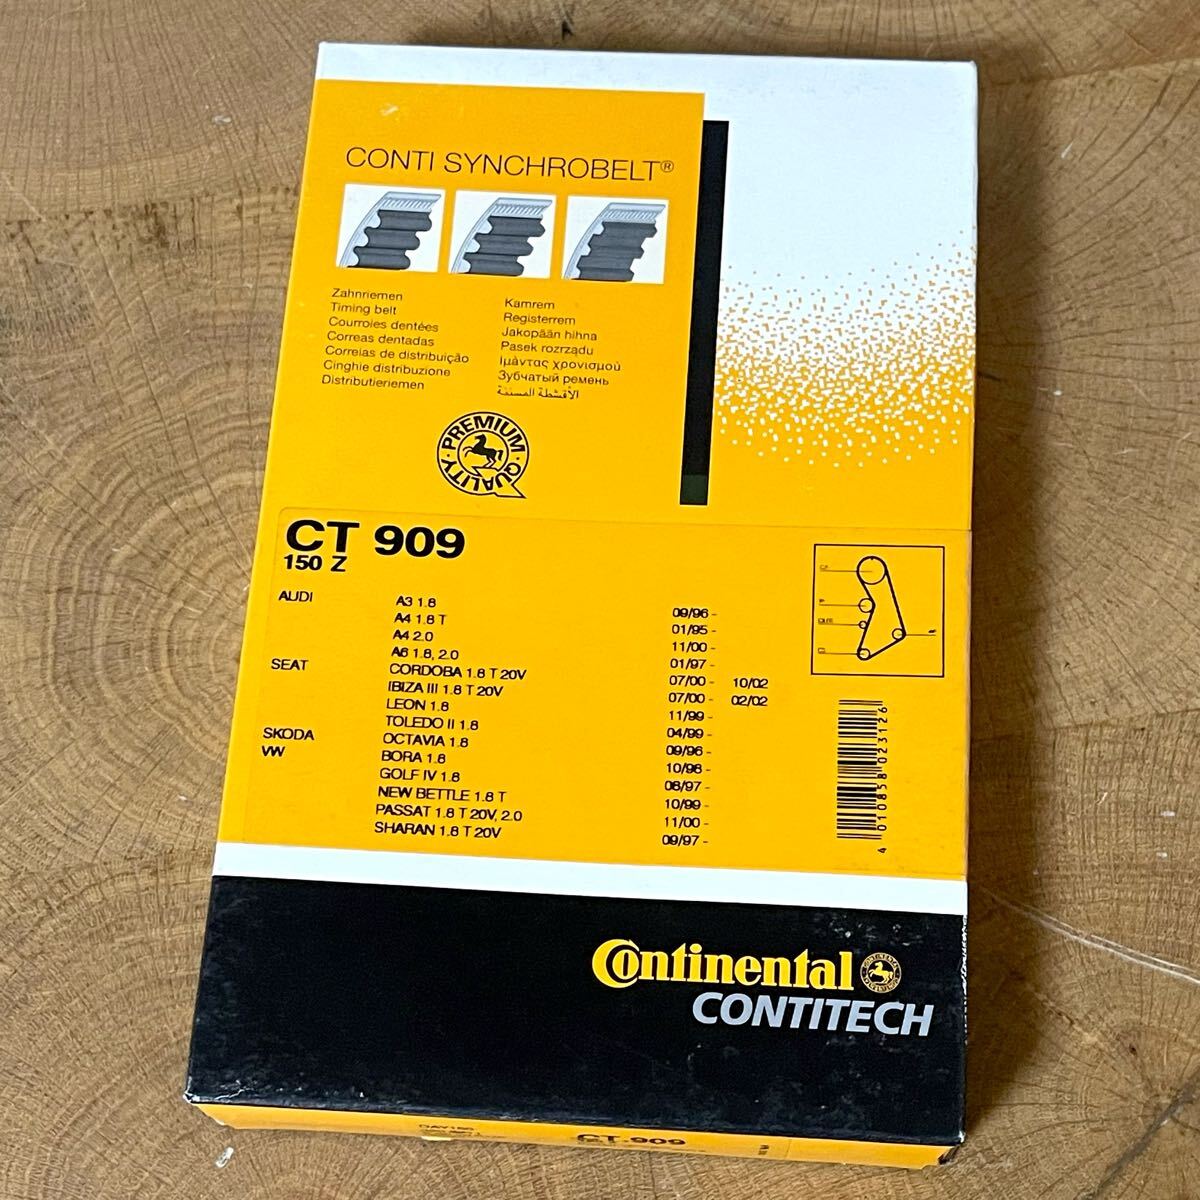 CONTI SYNCHROBELT®
Zahnriemen
Timing belt
Courroies dentées
Correas dentadas
Correias de distribuição
Cinghie distribuzione
Distributieriemen
Kamrem
Registerrem
Jakopään hihna
Pasek rozrządu
Ιμάντας χρονισμού
Зубчатый ремень
الأقشطة المسننة
PREMIUM · QUALITY ·
CT 909
150 Z
AUDI A3 1.8 09/96 -
A4 1.8 T 01/95 -
A4 2.0 11/00 -
A6 1.8, 2.0 01/97 -
SEAT CORDOBA 1.8 T 20V 07/00 - 10/02
IBIZA III 1.8 T 20V 07/00 - 02/02
LEON 1.8 11/99 -
TOLEDO II 1.8 04/99 -
SKODA OCTAVIA 1.8 09/96 -
VW BORA 1.8 10/98 -
GOLF IV 1.8 08/97 -
NEW BETTLE 1.8 T 10/99 -
PASSAT 1.8 T 20V, 2.0 11/00 -
SHARAN 1.8 T 20V 09/97 -
4 010858 023126
Continental
CONTITECH
CT 909